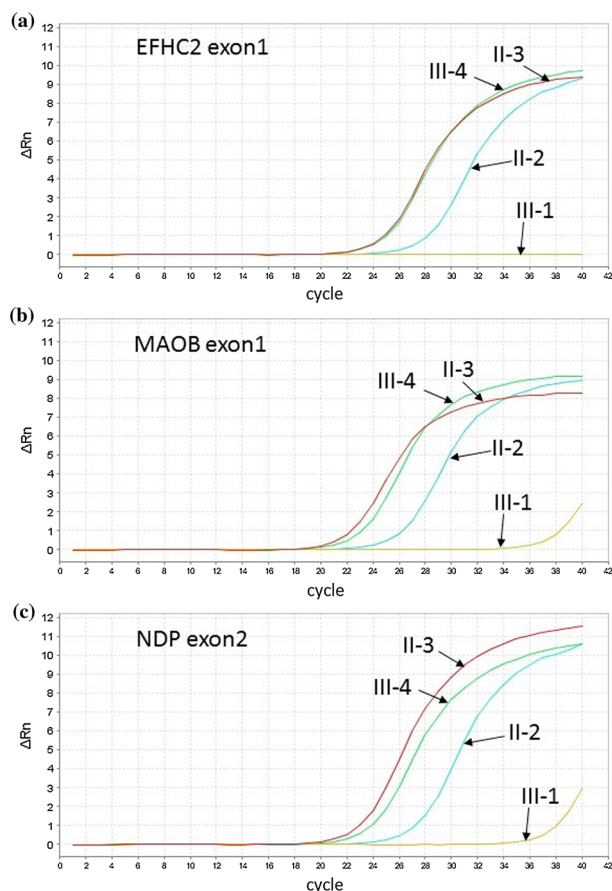 (a)
EFHC2 exon1
II-3
III-4
II-2
III-1
ΔRn
12
11
10
9
8
7
6
5
4
3
2
1
0
0 2 4 6 8 10 12 14 16 18 20 22 24 26 28 30 32 34 36 38 40 42
cycle
(b)
MAOB exon1
II-3
III-4
II-2
III-1
ΔRn
12
11
10
9
8
7
6
5
4
3
2
1
0
0 2 4 6 8 10 12 14 16 18 20 22 24 26 28 30 32 34 36 38 40 42
cycle
(c)
NDP exon2
II-3
III-4
II-2
III-1
ΔRn
12
11
10
9
8
7
6
5
4
3
2
1
0
0 2 4 6 8 10 12 14 16 18 20 22 24 26 28 30 32 34 36 38 40 42
cycle